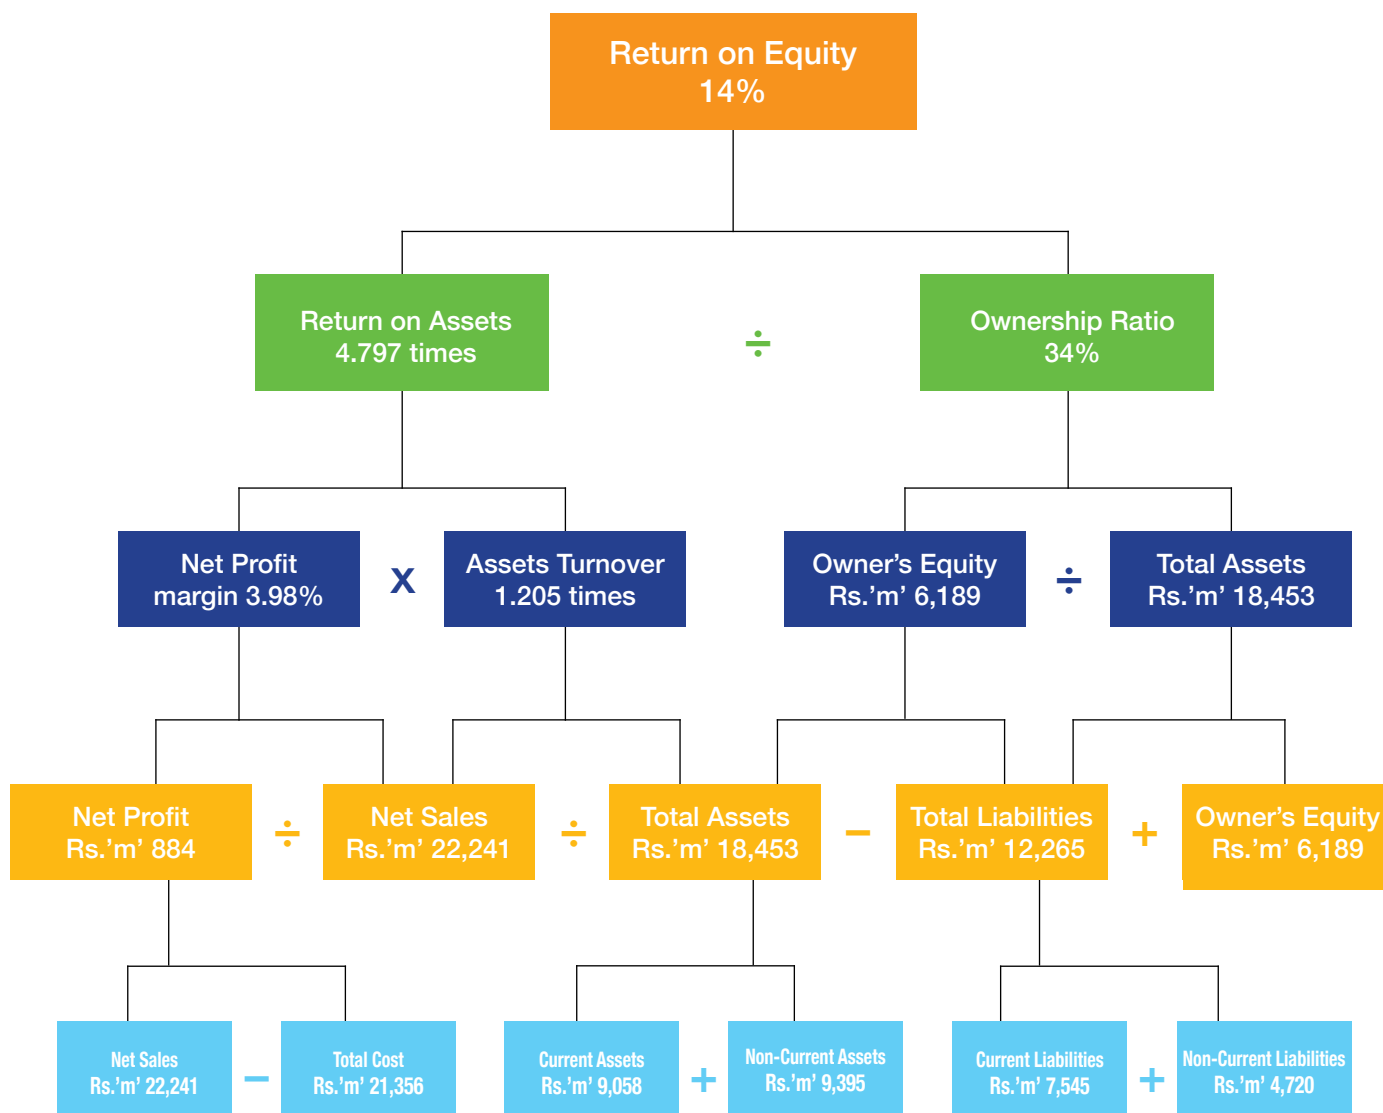 Return on Equity
14%
Return on Assets
4.797 times
÷
Ownership Ratio
34%
Net Profit
margin 3.98%
x
Assets Turnover
1.205 times
Owner’s Equity
Rs.’m’ 6,189
÷
Total Assets
Rs.’m’ 18,453
Net Profit
Rs.’m’ 884
÷
Net Sales
Rs.’m’ 22,241
÷
Total Assets
Rs.’m’ 18,453
–
Total Liabilities
Rs.’m’ 12,265
+
Owner’s Equity
Rs.’m’ 6,189
Net Sales
Rs.’m’ 22,241
–
Total Cost
Rs.’m’ 21,356
Current Assets
Rs.’m’ 9,058
+
Non-Current Assets
Rs.’m’ 9,395
Current Liabilities
Rs.’m’ 7,545
+
Non-Current Liabilities
Rs.’m’ 4,720